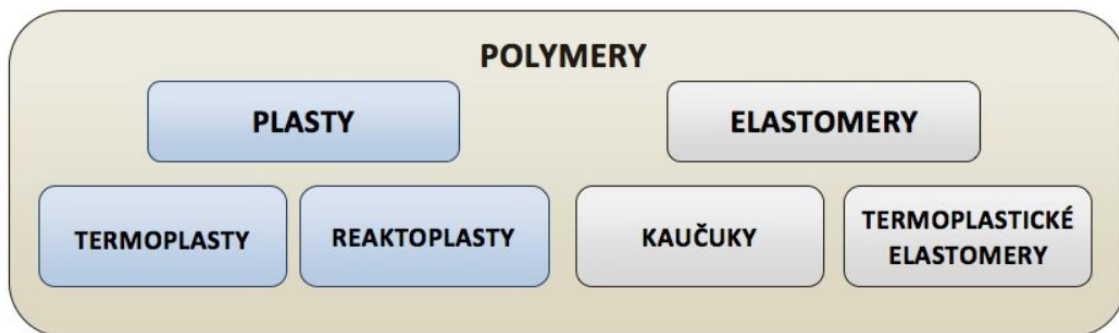 POLYMERY
PLASTY
ELASTOMERY
TERMOPLASTY
REAKTOPLASTY
KAUČUKY
TERMOPLASTICKÉ
ELASTOMERY